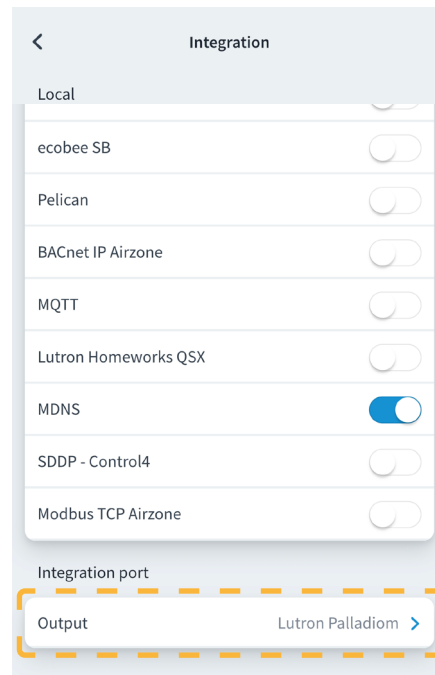 Integration
Local
ecobee SB
Pelican
BACnet IP Airzone
MQTT
Lutron Homeworks QSX
MDNS
SDDP - Control4
Modbus TCP Airzone
Integration port
Output Lutron Palladiom